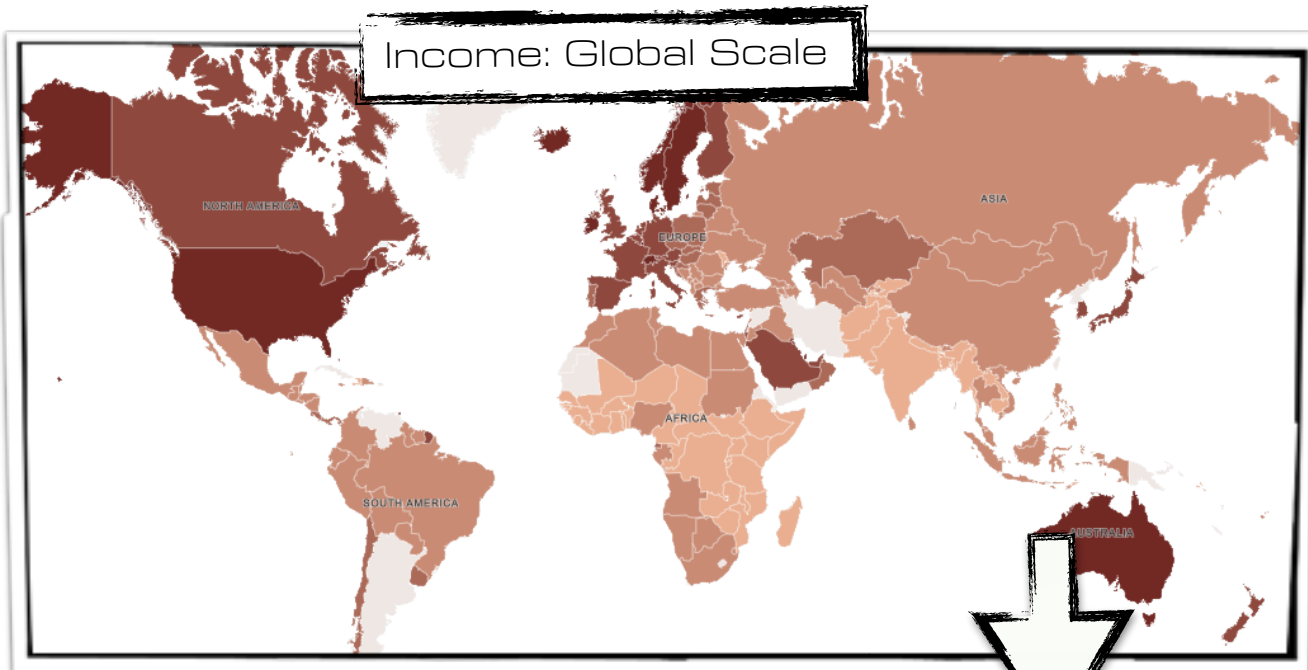 Income: Global Scale
NORTH AMERICA
ASIA
EUROPE
AFRICA
SOUTH AMERICA
AUSTRALIA